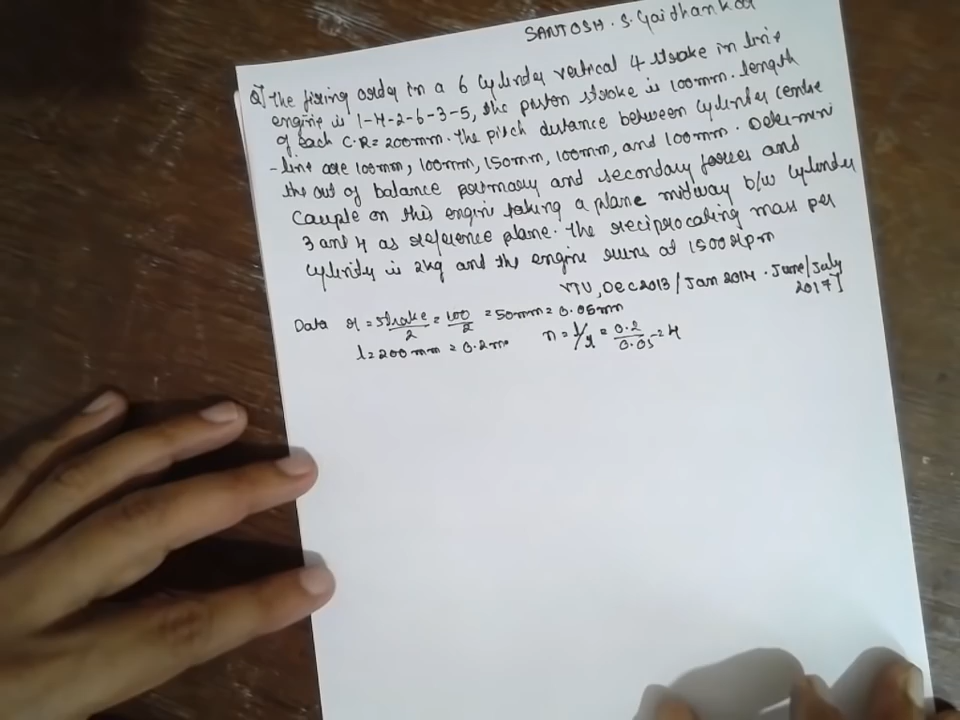 SANTOSH. S. Gaidhankar
Q] The firing order in a 6 cylinder vertical 4 stroke in line
engine is 1-4-2-6-3-5, the piston stroke is 100mm. length
of each C.R = 200mm. The pitch distance between cylinder centre
-line are 100mm, 100mm, 150mm, 100mm, and 100mm. Determin
the out of balance primary and secondary forces and
Couple on this engine taking a plane midway b/w cylinder
3 and 4 as reference plane. The reciprocating mass per
cylinder is 2kg and the engine runs at 1500 rpm
VTU, Dec 2013 / Jan 2014 . June/July
2017]
Data r = stroke/2 = 100/2 = 50mm = 0.05m
l = 200 mm = 0.2m n = l/r = 0.2/0.05 = 4